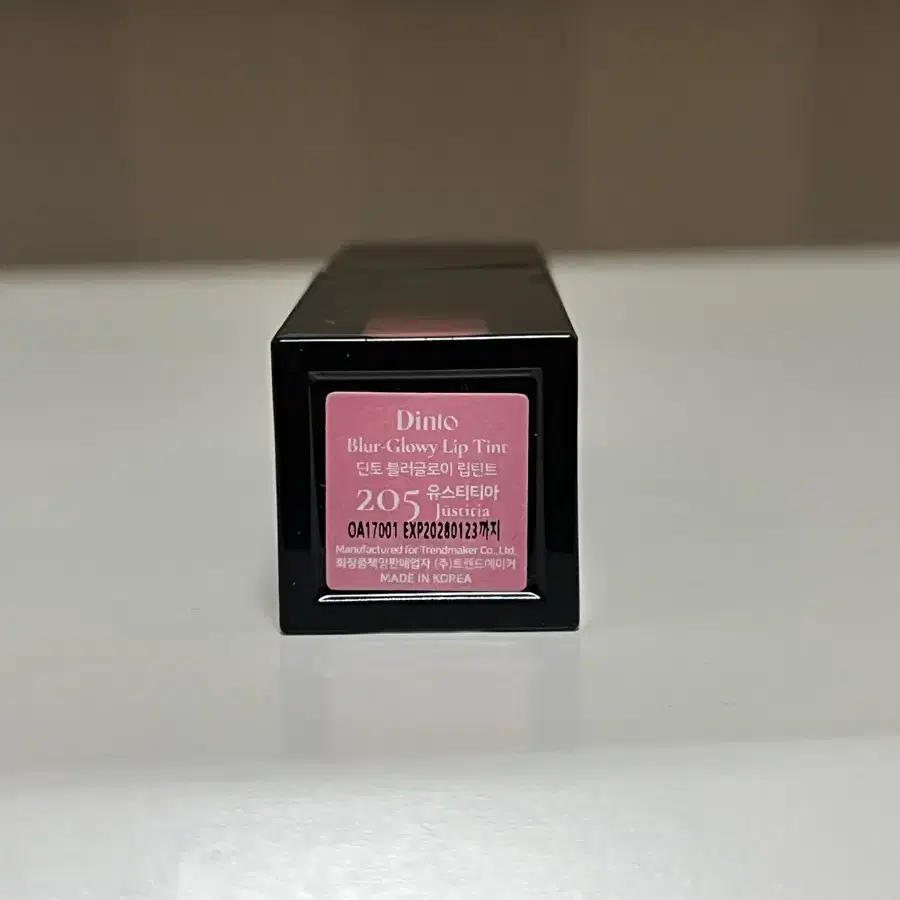 Dinto
Blur-Glowy Lip Tint
딘토 블러글로이 립틴트
205 유스티티아
Justitia
OA17001 EXP20280123까지
Manufactured for Trendmaker Co., Ltd.
화장품책임판매업자 (주)트렌드메이커
MADE IN KOREA